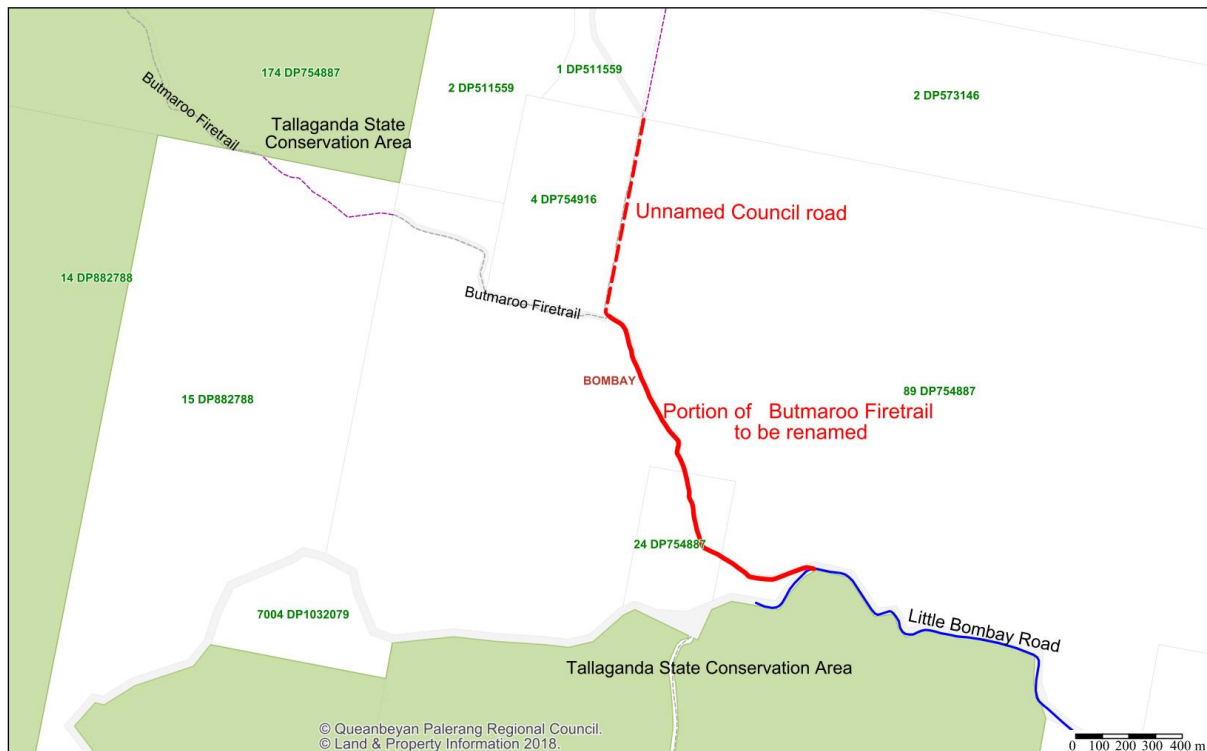 1 DP511559
174 DP754887
2 DP511559
2 DP573146
Butmaroo Firetrail
Tallaganda State
Conservation Area
4 DP754916
Unnamed Council road
14 DP882788
Butmaroo Firetrail
BOMBAY
89 DP754887
15 DP882788
Portion of Butmaroo Firetrail
to be renamed
24 DP754887
7004 DP1032079
Little Bombay Road
Tallaganda State Conservation Area
© Queanbeyan Palerang Regional Council.
© Land & Property Information 2018.
0 100 200 300 400 m